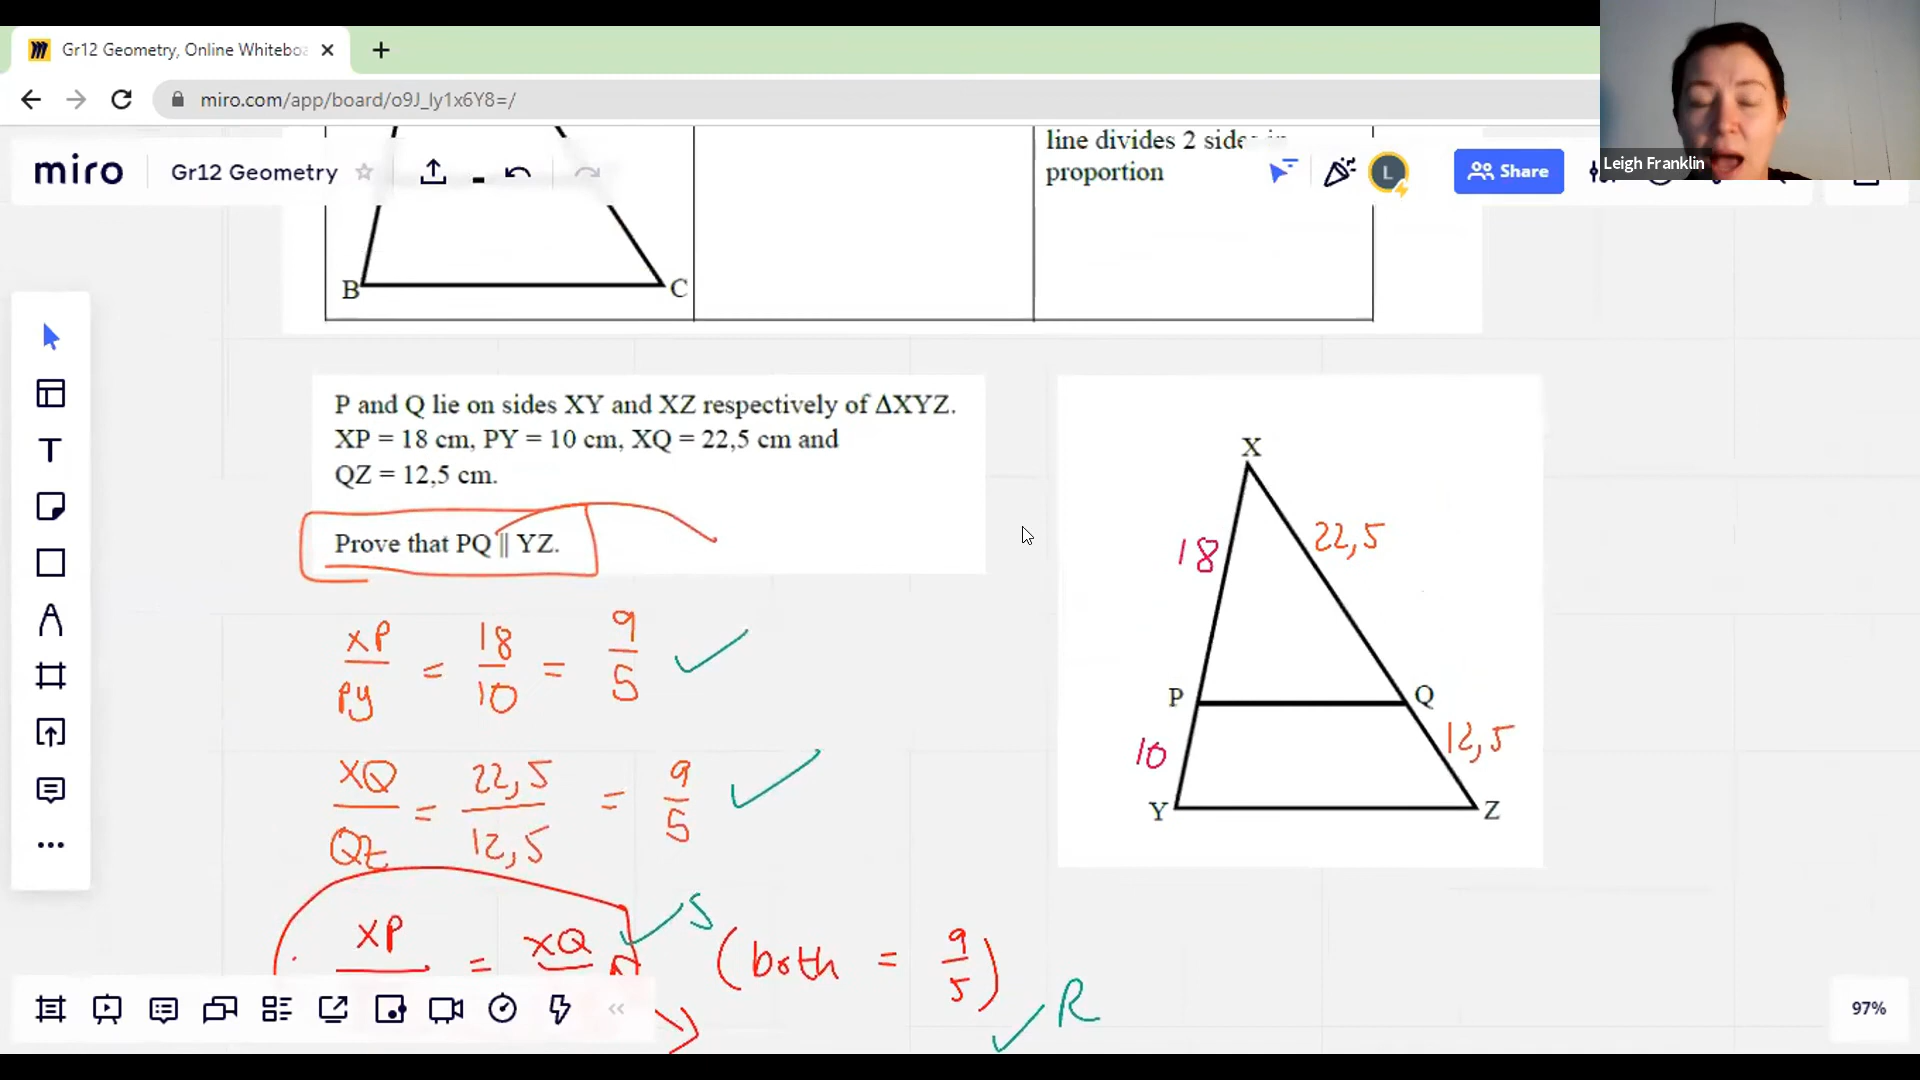 Gr12 Geometry, Online Whiteboa
miro.com/app/board/o9J_ly1x6Y8=/
Leigh Franklin
miro
Gr12 Geometry
L
Share
line divides 2 sides in
proportion
B
C
P and Q lie on sides XY and XZ respectively of ΔXYZ.
XP = 18 cm, PY = 10 cm, XQ = 22,5 cm and
QZ = 12,5 cm.
Prove that PQ ∥ YZ.
XP/PY = 18/10 = 9/5
XQ/QZ = 22,5/12,5 = 9/5
XP = XQ S (both = 9/5)
R
X
18
22,5
P
Q
10
12,5
Y
Z
97%